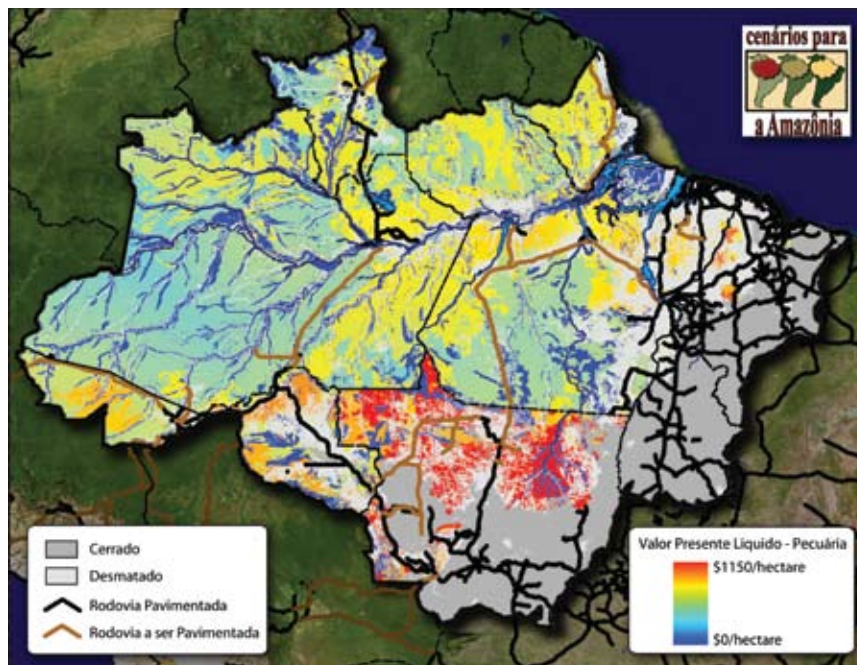 cenários para
a Amazônia
Cerrado
Desmatado
Rodovia Pavimentada
Rodovia a ser Pavimentada
Valor Presente Liquido - Pecuária
$1150/hectare
$0/hectare